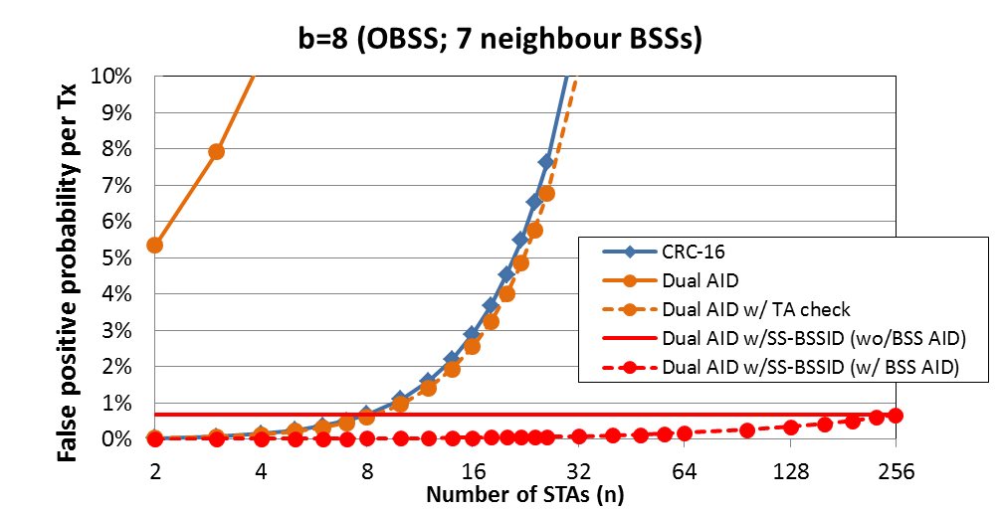 b=8 (OBSS; 7 neighbour BSSs)
False positive probability per Tx
10%
9%
8%
7%
6%
5%
4%
3%
2%
1%
0%
CRC-16
Dual AID
Dual AID w/ TA check
Dual AID w/SS-BSSID (wo/BSS AID)
Dual AID w/SS-BSSID (w/ BSS AID)
2 4 8 16 32 64 128 256
Number of STAs (n)